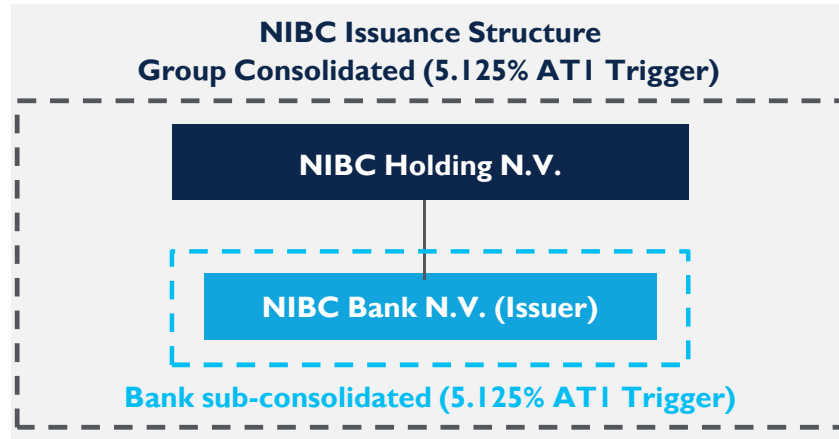 NIBC Issuance Structure
Group Consolidated (5.125% AT1 Trigger)
NIBC Holding N.V.
NIBC Bank N.V. (Issuer)
Bank sub-consolidated (5.125% AT1 Trigger)